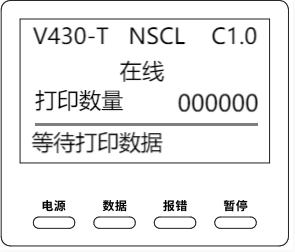 V430-T NSCL C1.0
在线
打印数量 000000
等待打印数据
电源 数据 报错 暂停